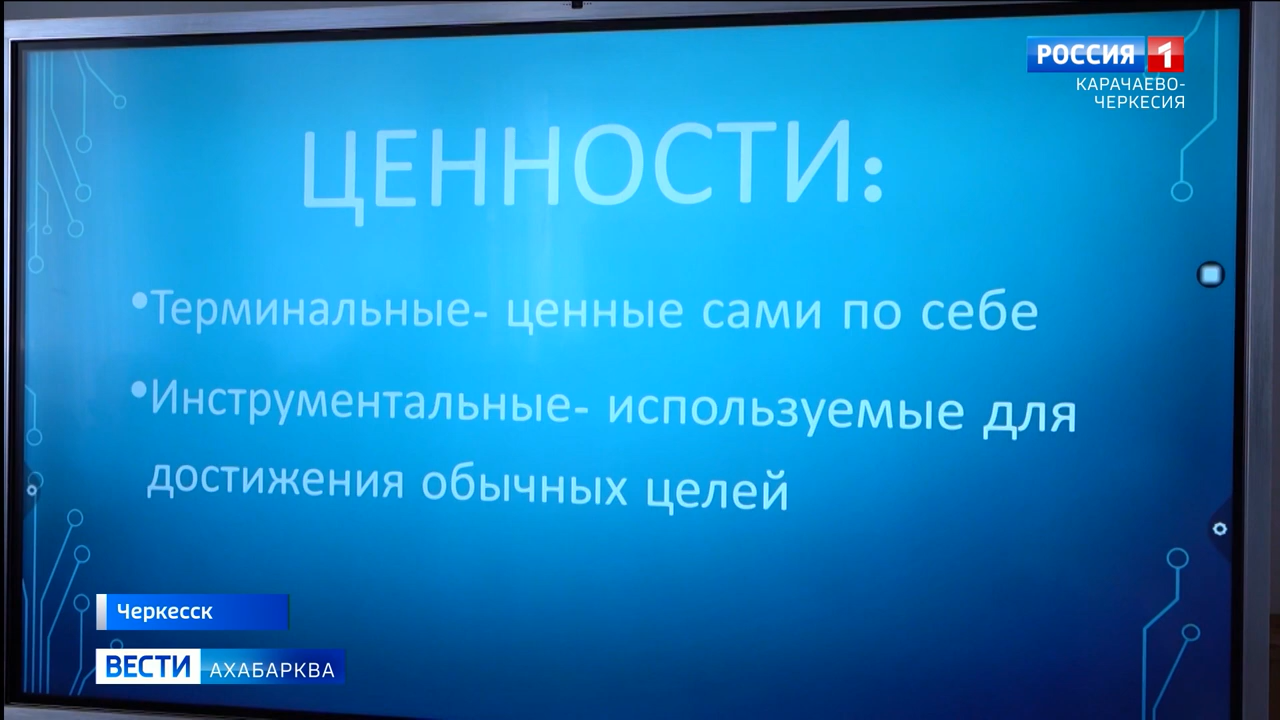 РОССИЯ 1
КАРАЧАЕВО-
ЧЕРКЕСИЯ
ЦЕННОСТИ:
•Терминальные- ценные сами по себе
•Инструментальные- используемые для
достижения обычных целей
Черкесск
ВЕСТИ АХАБАРКВА